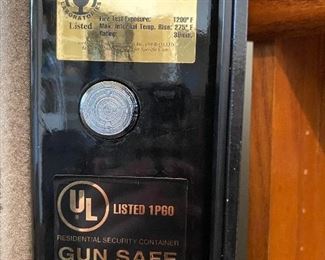 LABORATORIES
Listed
Fire Test Exposure: 1200° F
Max. Internal Temp. Rise: 275° F
Rating: 30min.
UL
LISTED 1P60
RESIDENTIAL SECURITY CONTAINER
GUN SAFE